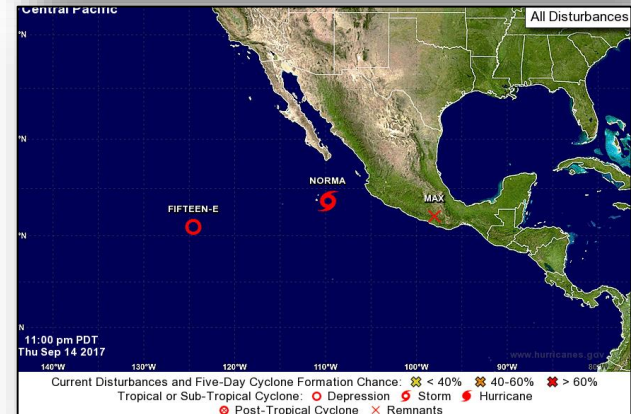 Central Pacific
All Disturbances
°N
NORMA
MAX
FIFTEEN-E
°N
°N
N
11:00 pm PDT
Thu Sep 14 2017
www.hurricanes.gov
140°W 130°W 120°W 110°W 100°W 90°W 80°
Current Disturbances and Five-Day Cyclone Formation Chance: < 40% 40-60% > 60%
Tropical or Sub-Tropical Cyclone: Depression Storm Hurricane
Post-Tropical Cyclone Remnants